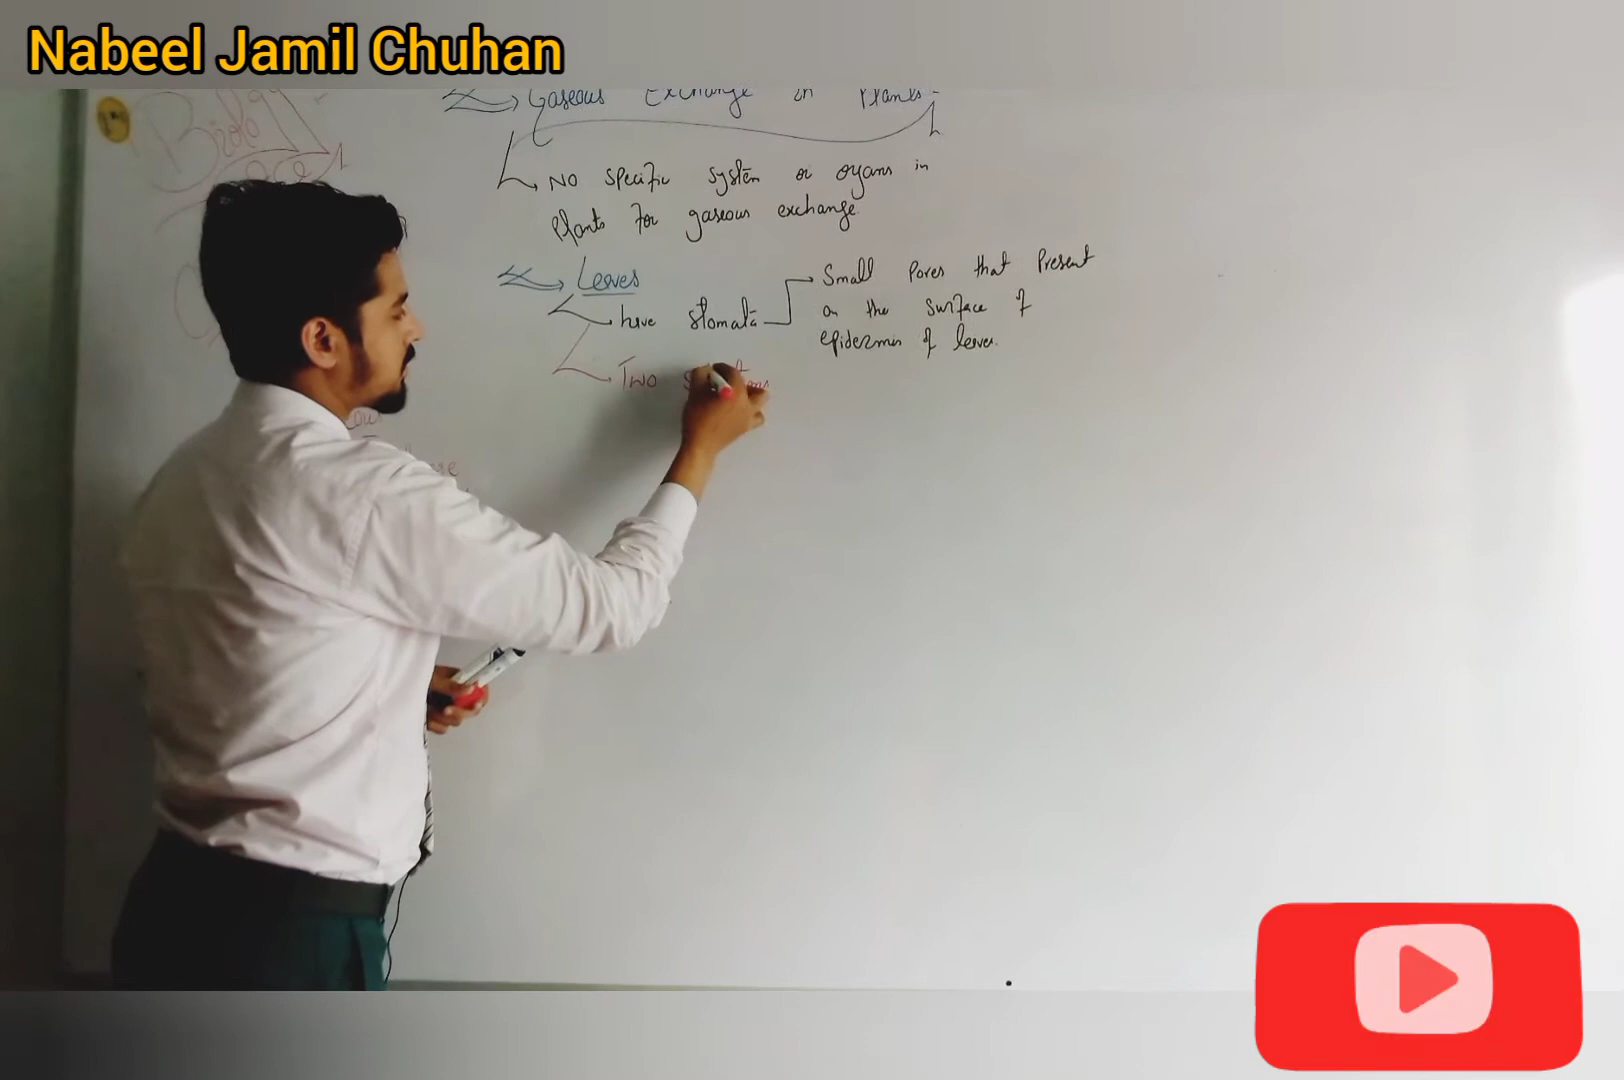 Nabeel Jamil Chuhan
Gaseous Exchange in Plants
Biology
No specific system or organs in
Plants for gaseous exchange.
Leaves
have stomata
Small Pores that Present
on the surface of
epidermis of leaves.
Two